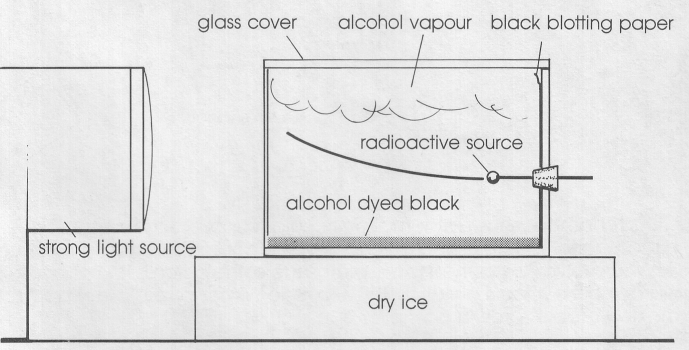 glass cover
alcohol vapour
black blotting paper
radioactive source
alcohol dyed black
strong light source
dry ice